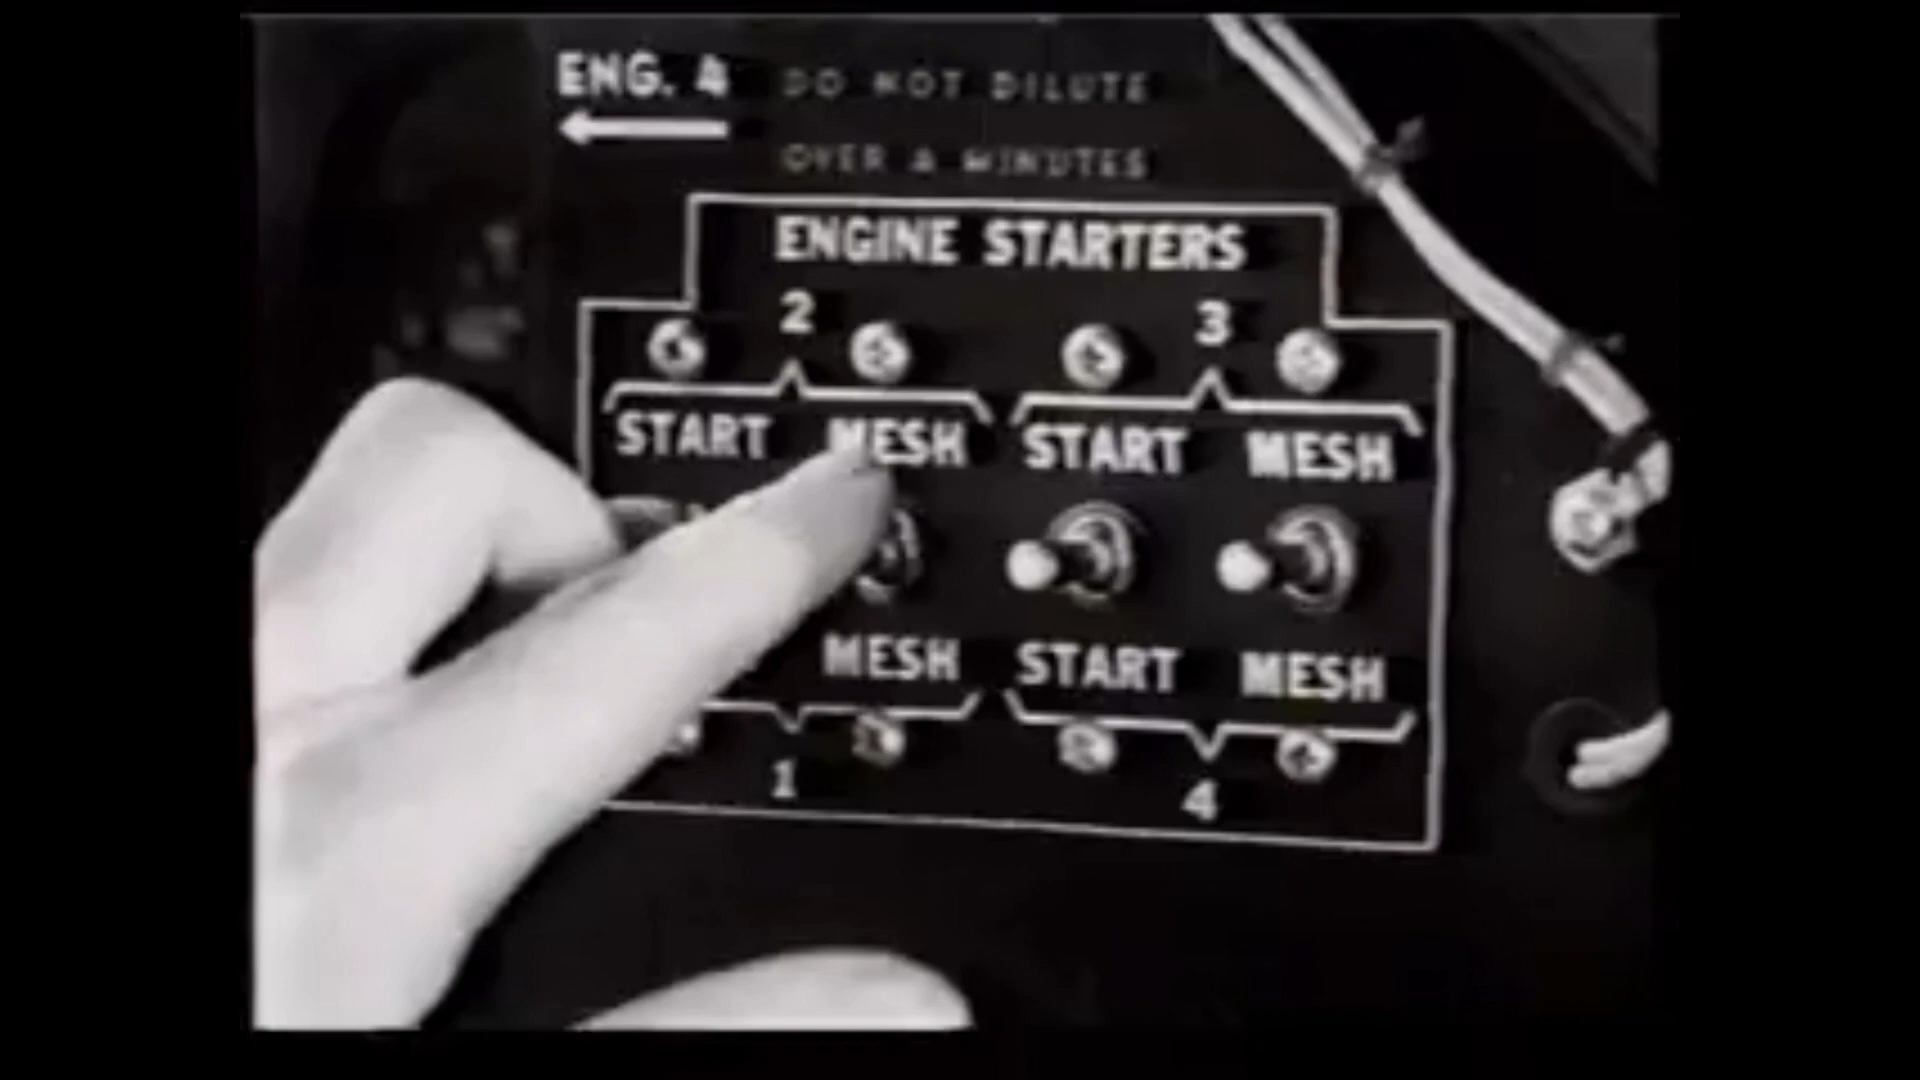 ENG. 4 DO NOT DILUTE
OVER 4 MINUTES
ENGINE STARTERS
2 3
START MESH START MESH
MESH START MESH
1 4